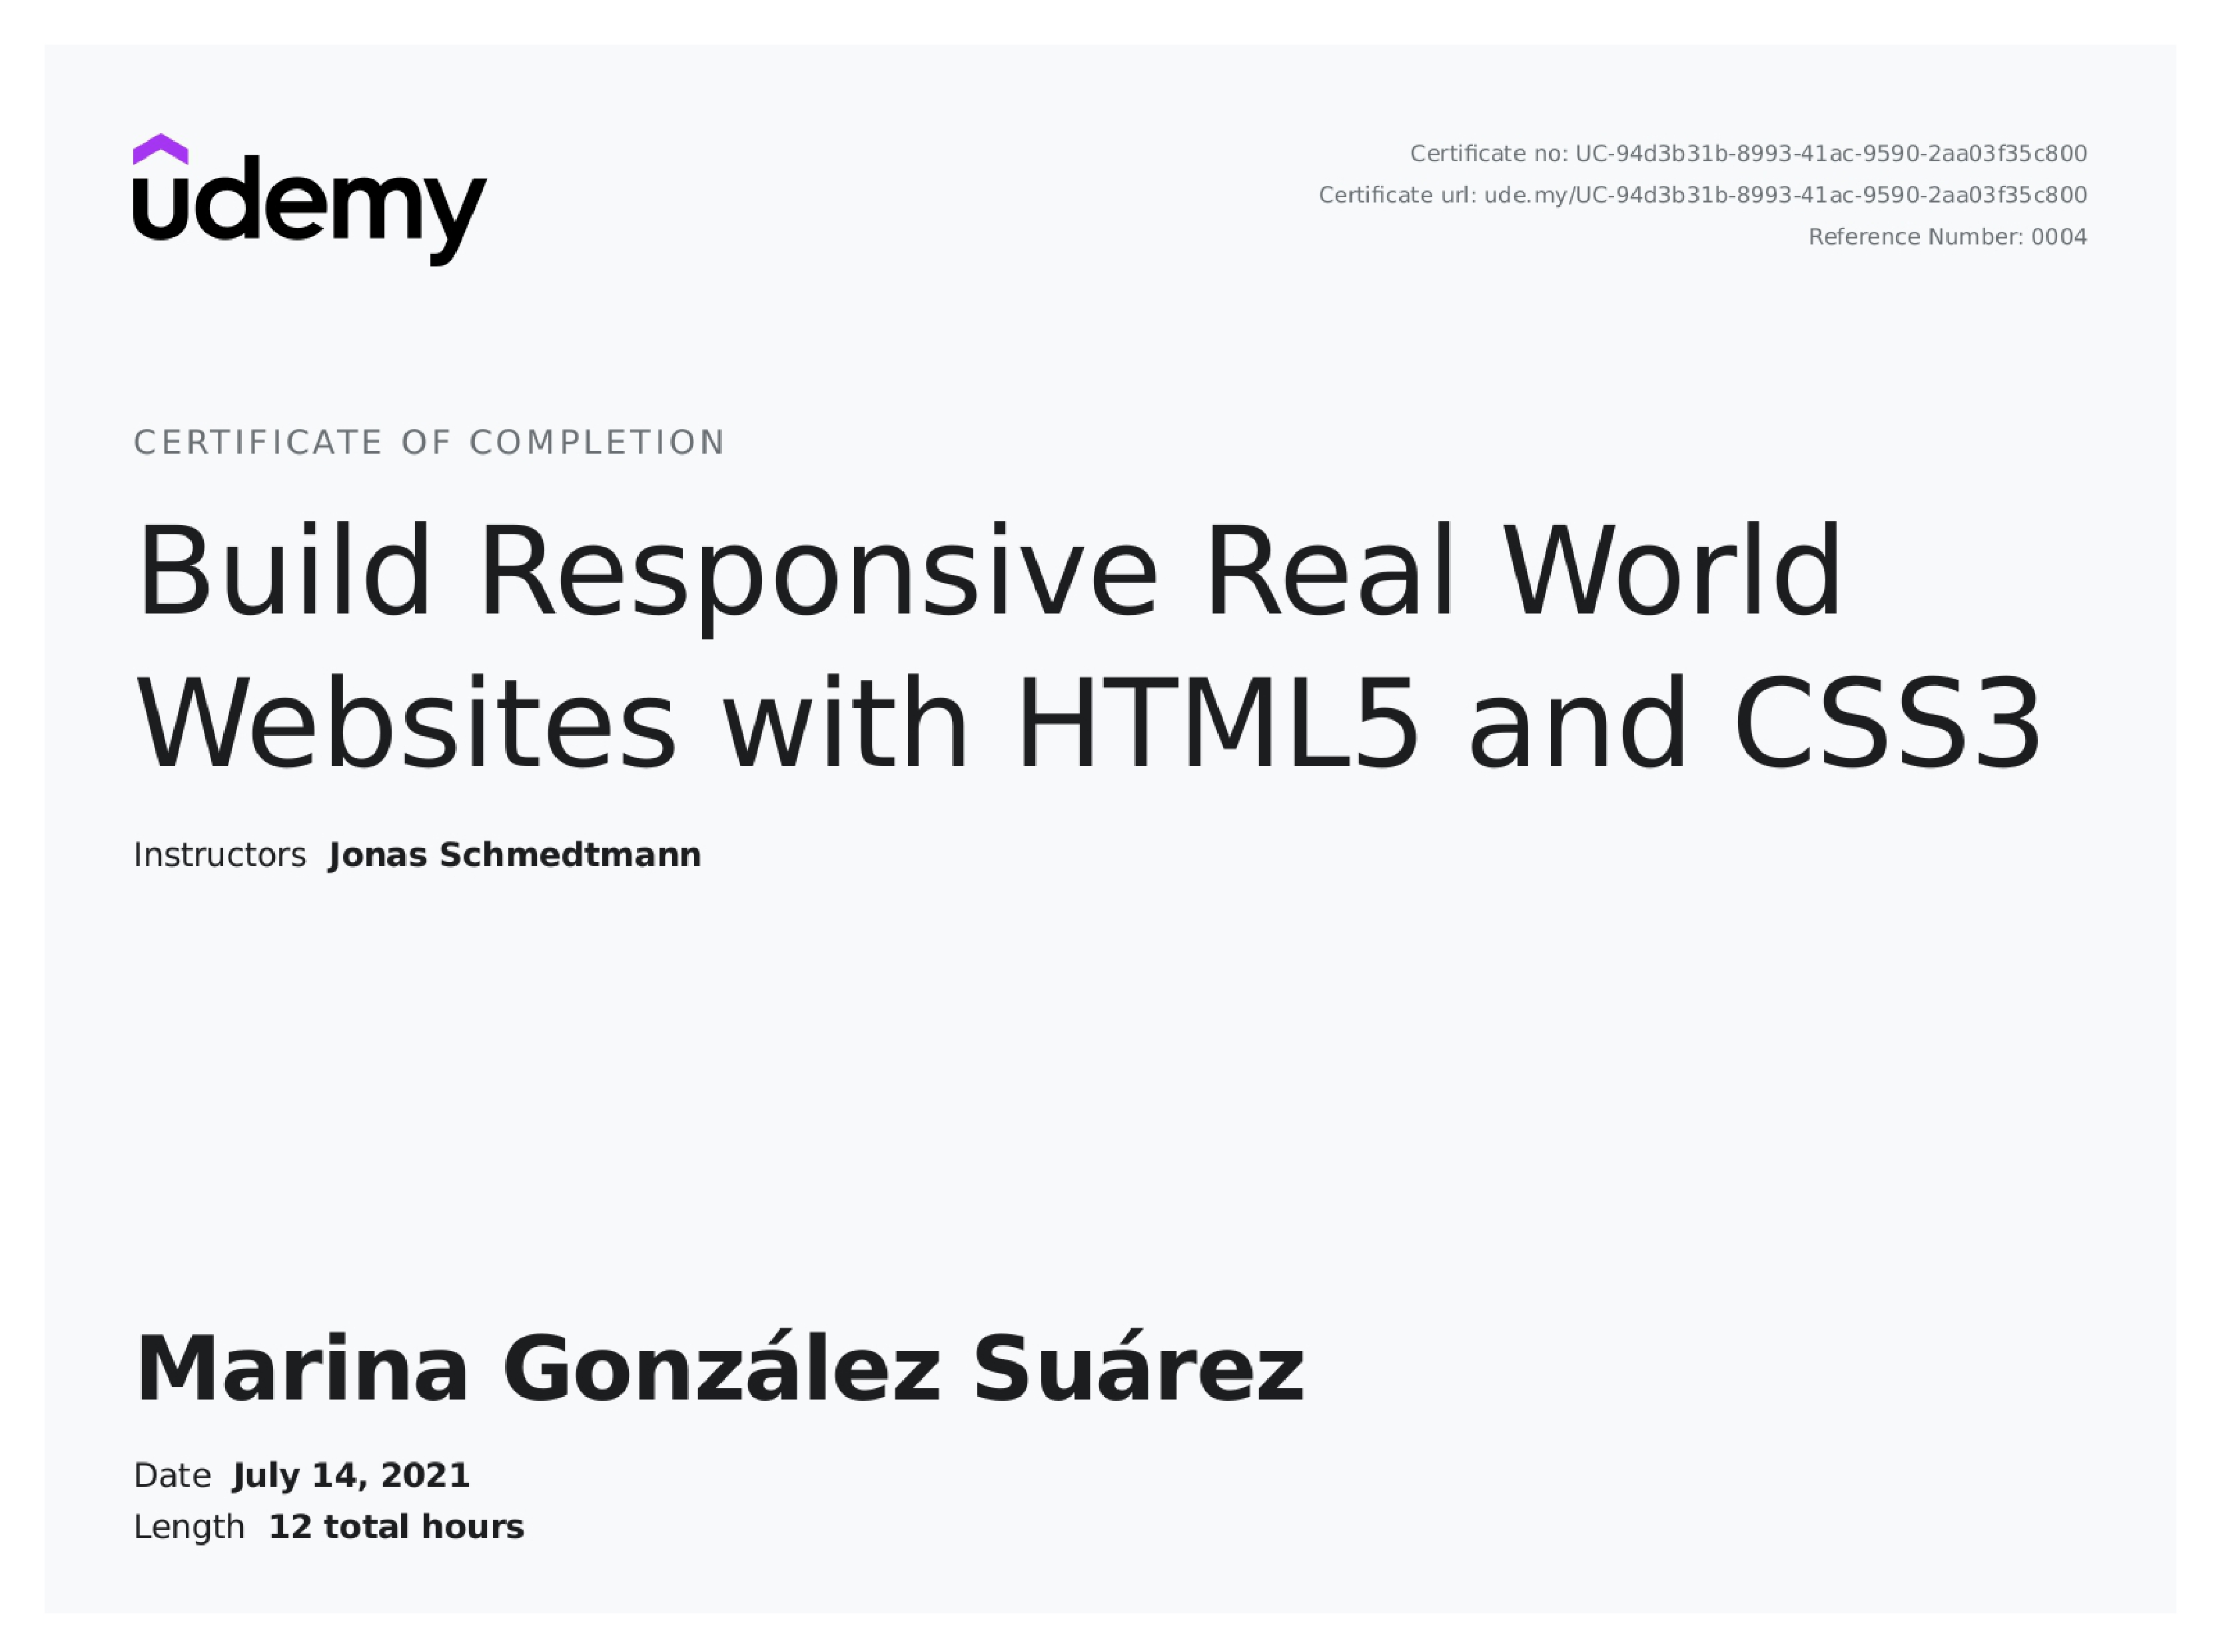 udemy
Certificate no: UC-94d3b31b-8993-41ac-9590-2aa03f35c800
Certificate url: ude.my/UC-94d3b31b-8993-41ac-9590-2aa03f35c800
Reference Number: 0004
CERTIFICATE OF COMPLETION
Build Responsive Real World
Websites with HTML5 and CSS3
Instructors Jonas Schmedtmann
Marina González Suárez
Date July 14, 2021
Length 12 total hours